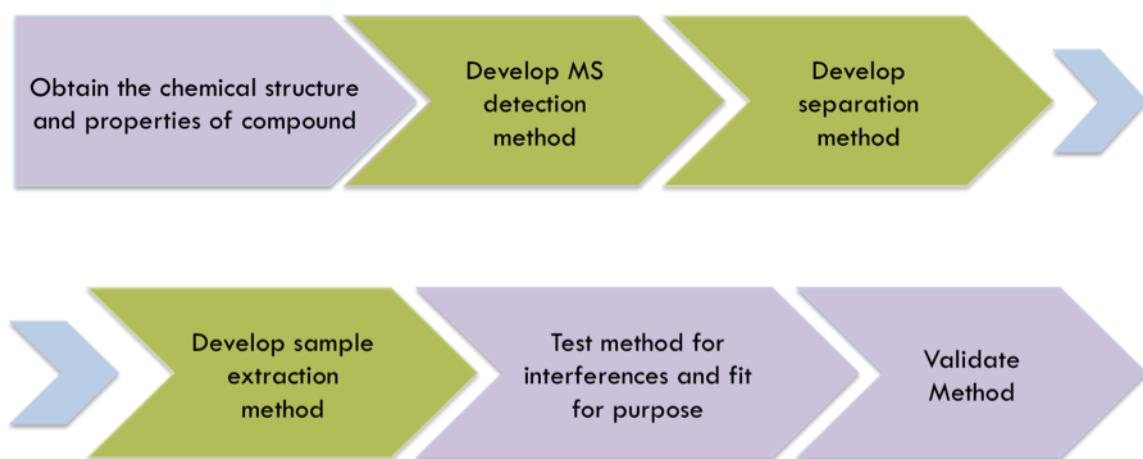 Obtain the chemical structure
and properties of compound
Develop MS
detection
method
Develop
separation
method
Develop sample
extraction
method
Test method for
interferences and fit
for purpose
Validate
Method